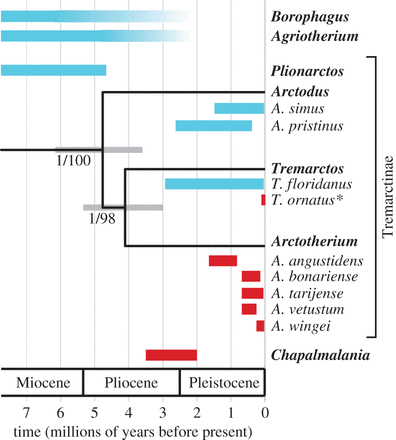 Borophagus
Agriotherium
Plionarctos
Arctodus
A. simus
A. pristinus
1/100
Tremarctos
T. floridanus
T. ornatus*
1/98
Arctotherium
A. angustidens
A. bonariense
A. tarijense
A. vetustum
A. wingei
Tremarctinae
Chapalmalania
Miocene Pliocene Pleistocene
7 6 5 4 3 2 1 0
time (millions of years before present)